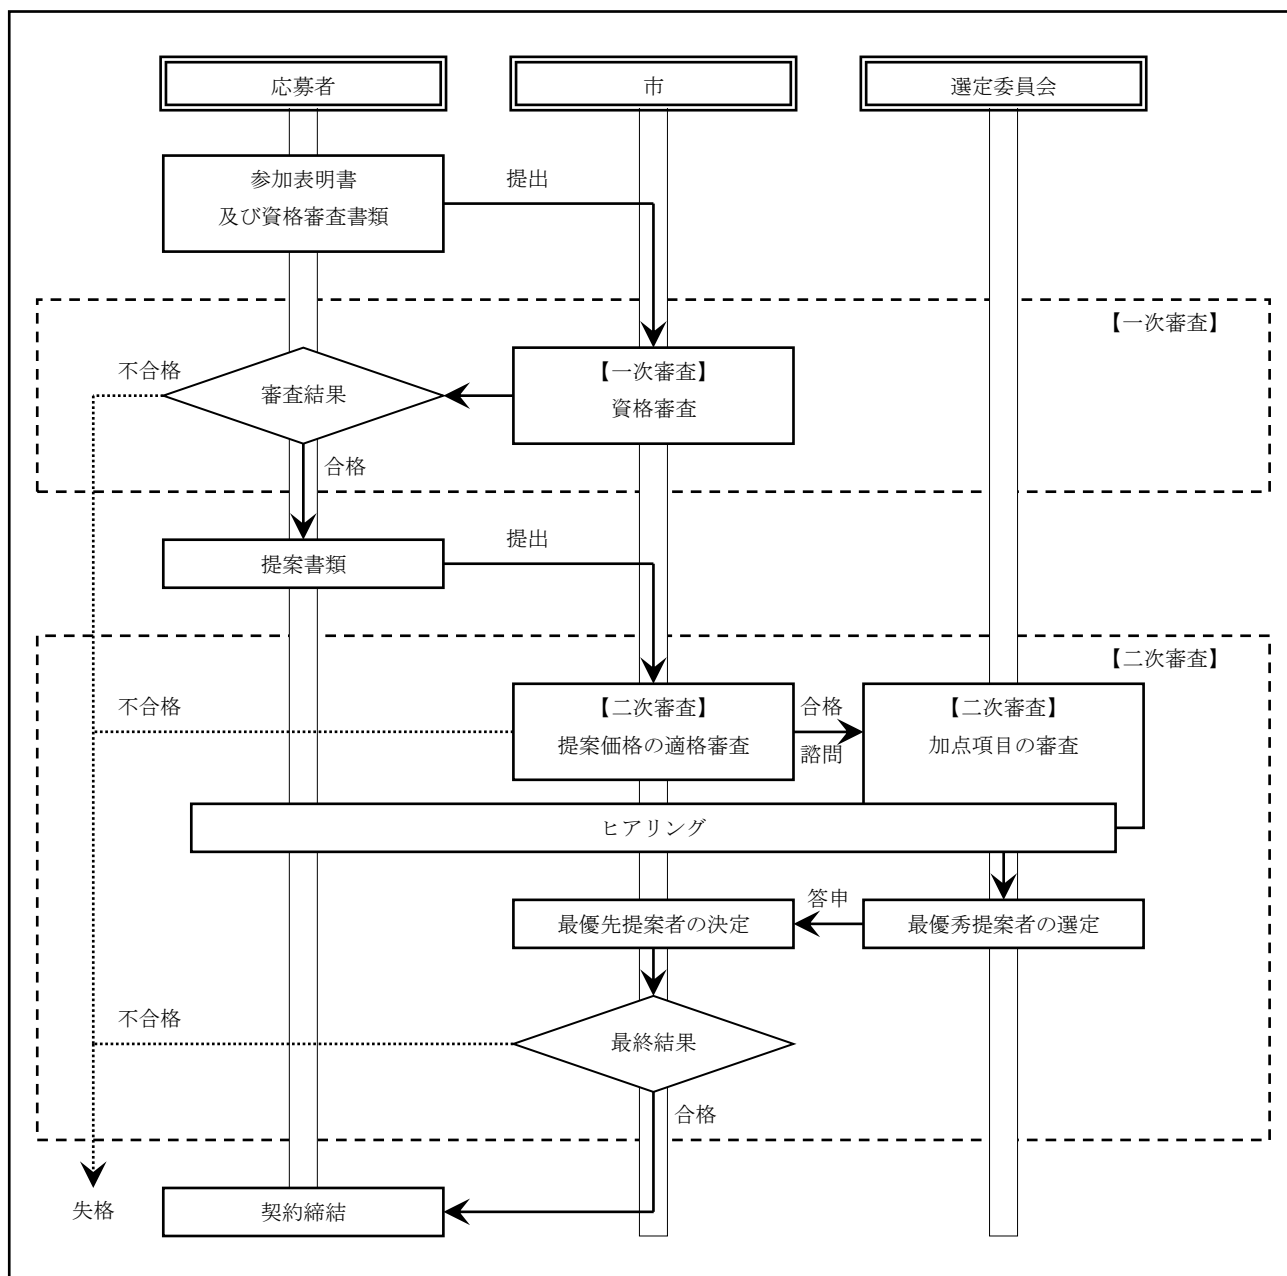 応募者
市
選定委員会
参加表明書
及び資格審査書類
提出
【一次審査】
不合格
審査結果
【一次審査】
資格審査
合格
提案書類
提出
【二次審査】
不合格
【二次審査】
提案価格の適格審査
合格
諮問
【二次審査】
加点項目の審査
ヒアリング
最優先提案者の決定
答申
最優秀提案者の選定
不合格
最終結果
合格
失格
契約締結